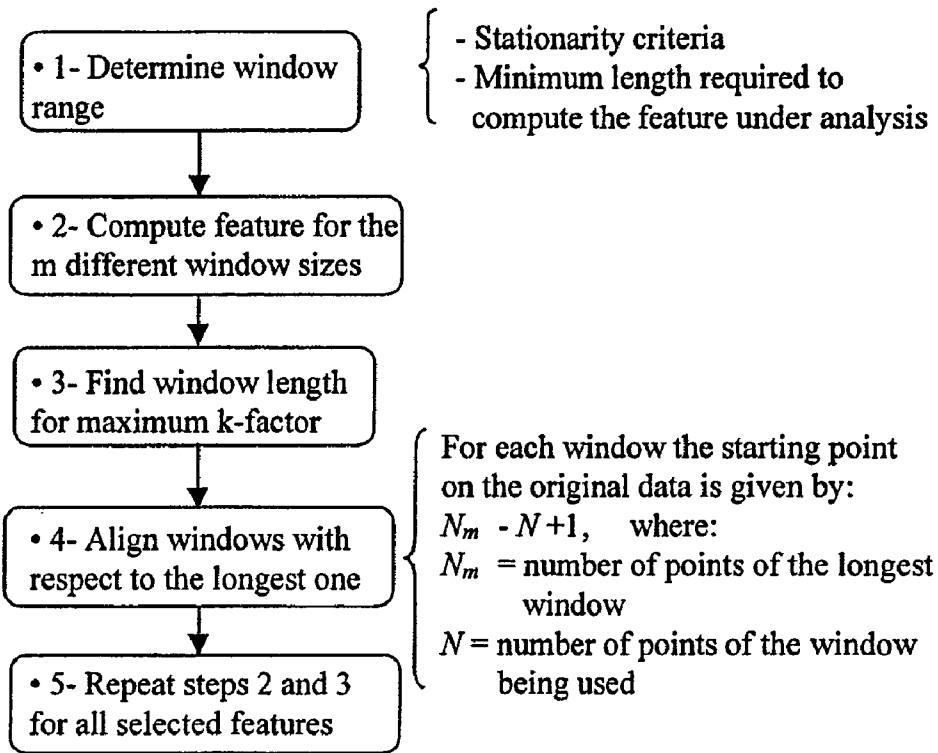 • 1- Determine window
range
- Stationarity criteria
- Minimum length required to
compute the feature under analysis
• 2- Compute feature for the
m different window sizes
• 3- Find window length
for maximum k-factor
• 4- Align windows with
respect to the longest one
For each window the starting point
on the original data is given by:
Nm - N +1, where:
Nm = number of points of the longest
window
N = number of points of the window
being used
• 5- Repeat steps 2 and 3
for all selected features